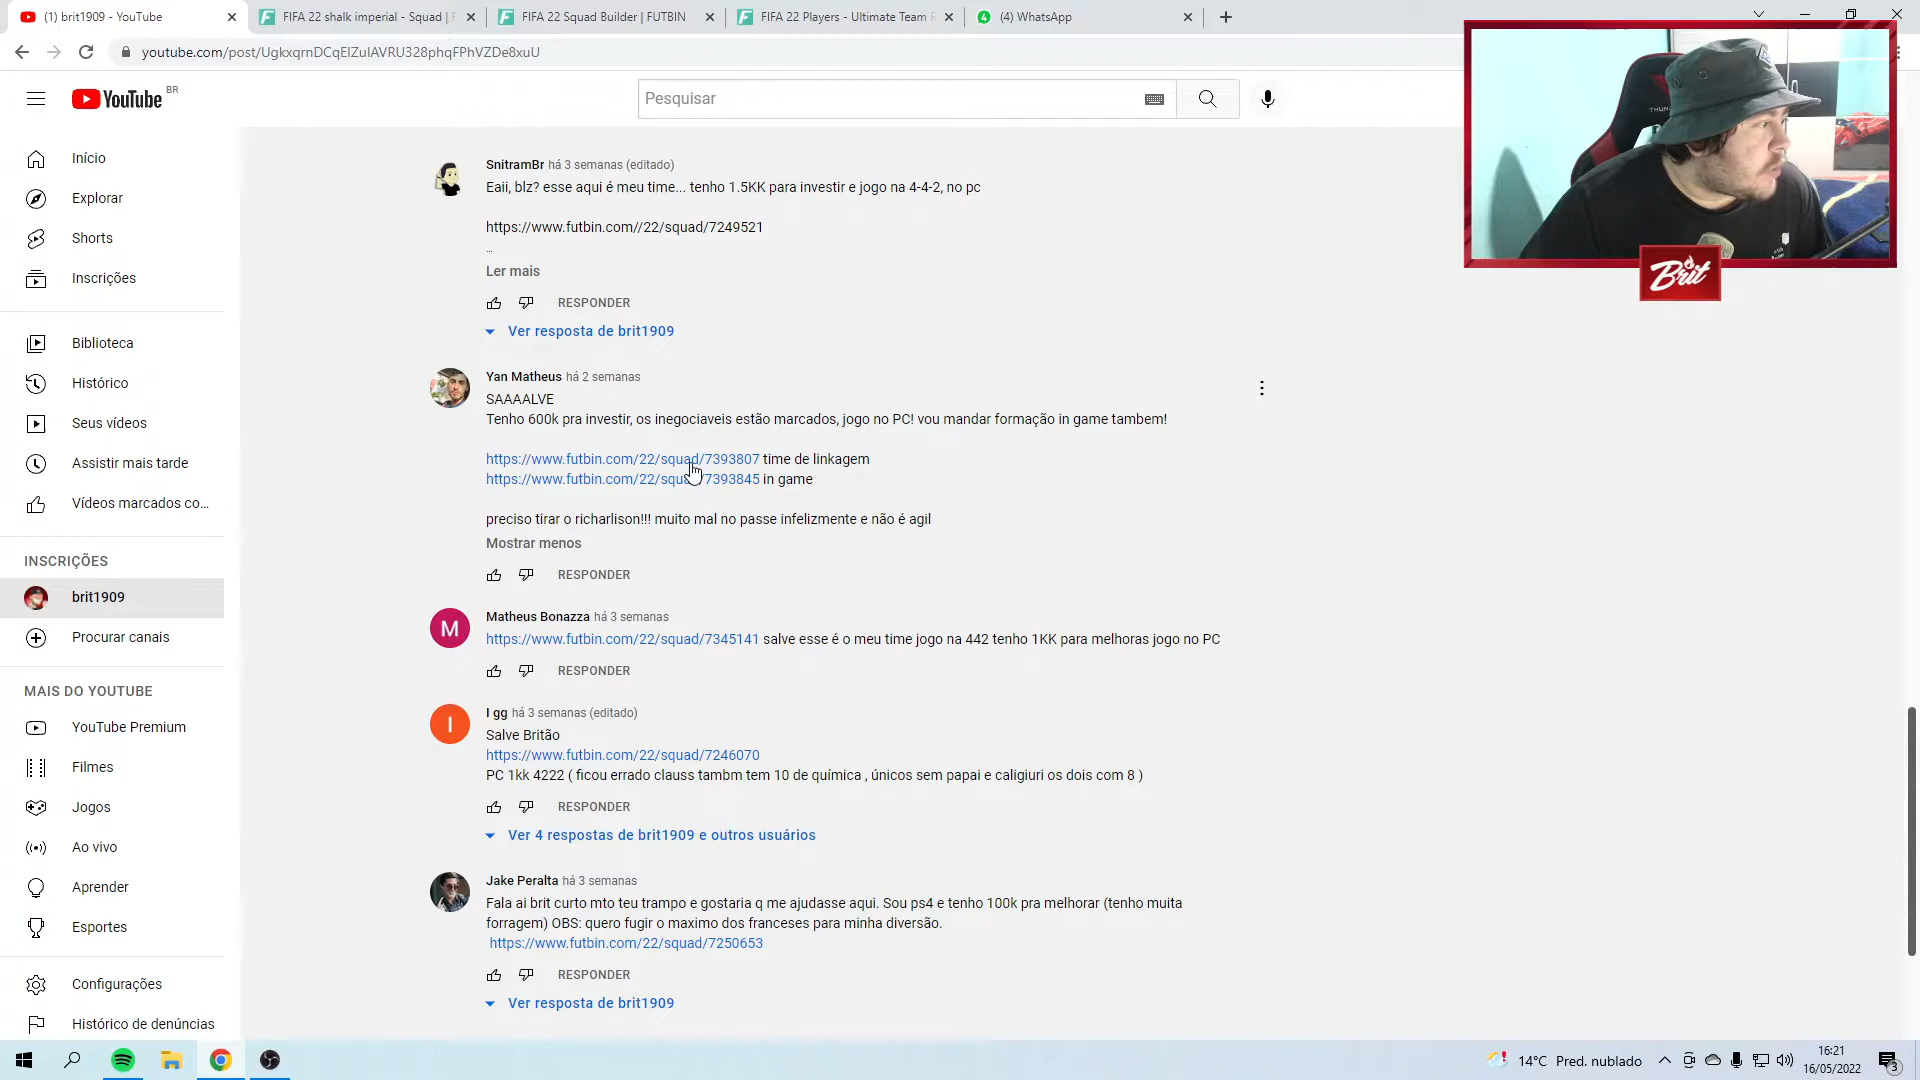 (1) brit1909 - YouTube
FIFA 22 shalk imperial - Squad | F
FIFA 22 Squad Builder | FUTBIN
FIFA 22 Players - Ultimate Team
(4) WhatsApp
youtube.com/post/UgkxqrnDCqElZuIAVRU328phqFPhVZDe8xuU
YouTube BR
Pesquisar
Início
Explorar
Shorts
Inscrições
Biblioteca
Histórico
Seus vídeos
Assistir mais tarde
Vídeos marcados co...
INSCRIÇÕES
brit1909
Procurar canais
MAIS DO YOUTUBE
YouTube Premium
Filmes
Jogos
Ao vivo
Aprender
Esportes
Configurações
Histórico de denúncias
SnitramBr há 3 semanas (editado)
Eaii, blz? esse aqui é meu time... tenho 1.5KK para investir e jogo na 4-4-2, no pc
https://www.futbin.com//22/squad/7249521
...
Ler mais
RESPONDER
Ver resposta de brit1909
Yan Matheus há 2 semanas
SAAAALVE
Tenho 600k pra investir, os inegociaveis estão marcados, jogo no PC! vou mandar formação in game tambem!
https://www.futbin.com/22/squad/7393807 time de linkagem
https://www.futbin.com/22/squad/7393845 in game
preciso tirar o richarlison!!! muito mal no passe infelizmente e não é agil
Mostrar menos
RESPONDER
M
Matheus Bonazza há 3 semanas
https://www.futbin.com/22/squad/7345141 salve esse é o meu time jogo na 442 tenho 1KK para melhoras jogo no PC
RESPONDER
I
I gg há 3 semanas (editado)
Salve Britão
https://www.futbin.com/22/squad/7246070
PC 1kk 4222 ( ficou errado clauss tambm tem 10 de química , únicos sem papai e caligiuri os dois com 8 )
RESPONDER
Ver 4 respostas de brit1909 e outros usuários
Jake Peralta há 3 semanas
Fala ai brit curto mto teu trampo e gostaria q me ajudasse aqui. Sou ps4 e tenho 100k pra melhorar (tenho muita
forragem) OBS: quero fugir o maximo dos franceses para minha diversão.
https://www.futbin.com/22/squad/7250653
RESPONDER
Ver resposta de brit1909
Brit
14°C Pred. nublado
16:21
16/05/2022
3